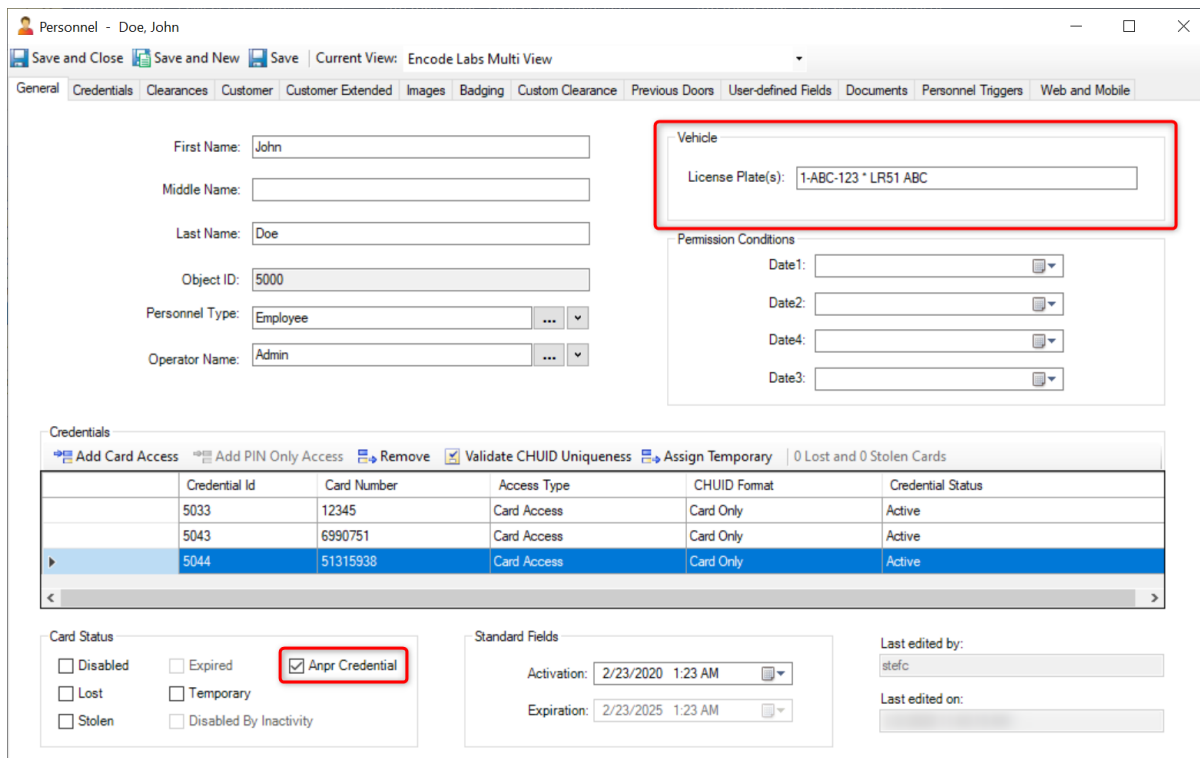 Personnel - Doe, John
Save and Close Save and New Save Current View: Encode Labs Multi View
General Credentials Clearances Customer Customer Extended Images Badging Custom Clearance Previous Doors User-defined Fields Documents Personnel Triggers Web and Mobile
First Name: John
Middle Name:
Last Name: Doe
Object ID: 5000
Personnel Type: Employee ...
Operator Name: Admin ...
Vehicle
License Plate(s): 1-ABC-123 * LR51 ABC
Permission Conditions
Date1:
Date2:
Date4:
Date3:
Credentials
Add Card Access Add PIN Only Access Remove Validate CHUID Uniqueness Assign Temporary 0 Lost and 0 Stolen Cards
Credential Id Card Number Access Type CHUID Format Credential Status
5033 12345 Card Access Card Only Active
5043 6990751 Card Access Card Only Active
5044 51315938 Card Access Card Only Active
Card Status
Disabled Expired Anpr Credential
Lost Temporary
Stolen Disabled By Inactivity
Standard Fields
Activation: 2/23/2020 1:23 AM
Expiration: 2/23/2025 1:23 AM
Last edited by:
stefc
Last edited on: